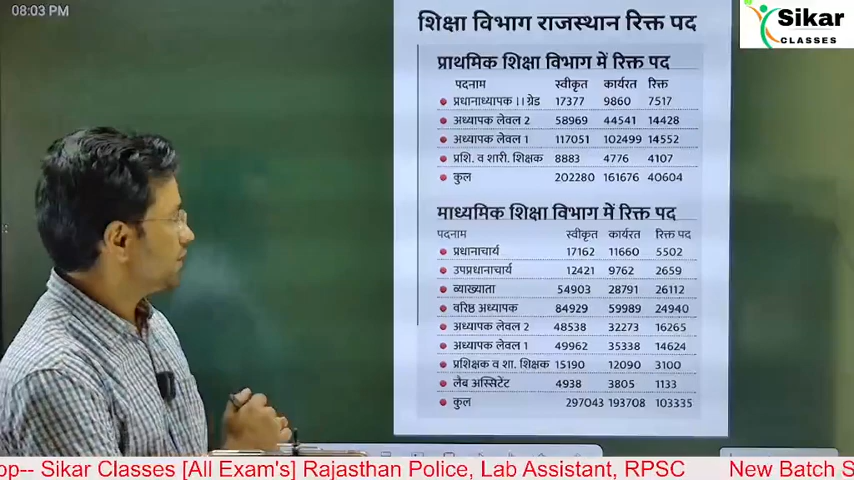 08:03 PM
Sikar
CLASSES
शिक्षा विभाग राजस्थान रिक्त पद
प्राथमिक शिक्षा विभाग में रिक्त पद
पदनाम स्वीकृत कार्यरत रिक्त
प्रधानाध्यापक ।। ग्रेड 17377 9860 7517
अध्यापक लेवल 2 58969 44541 14428
अध्यापक लेवल 1 117051 102499 14552
प्रशि. व शारी. शिक्षक 8883 4776 4107
कुल 202280 161676 40604
माध्यमिक शिक्षा विभाग में रिक्त पद
पदनाम स्वीकृत कार्यरत रिक्त पद
प्रधानाचार्य 17162 11660 5502
उपप्रधानाचार्य 12421 9762 2659
व्याख्याता 54903 28791 26112
वरिष्ठ अध्यापक 84929 59989 24940
अध्यापक लेवल 2 48538 32273 16265
अध्यापक लेवल 1 49962 35338 14624
प्रशिक्षक व शा. शिक्षक 15190 12090 3100
लैब अस्सिटेंट 4938 3805 1133
कुल 297043 193708 103335
op-- Sikar Classes [All Exam's] Rajasthan Police, Lab Assistant, RPSC New Batch S